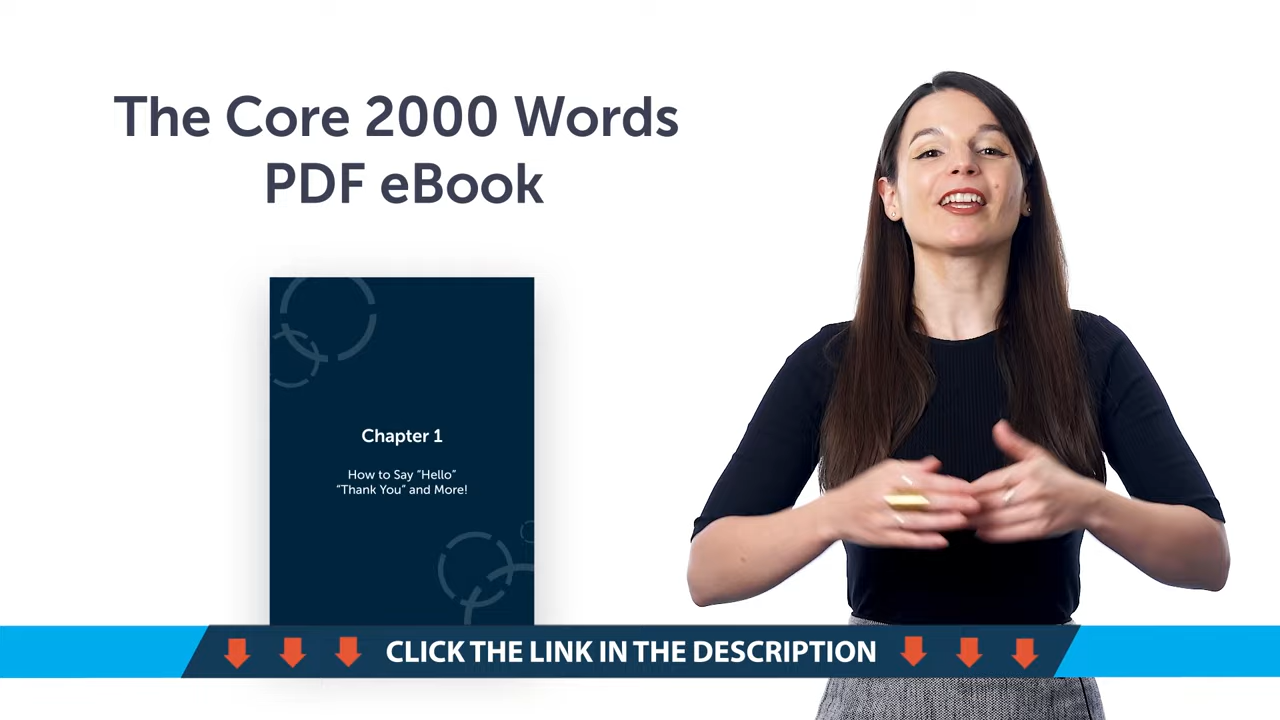 The Core 2000 Words
PDF eBook
Chapter 1
How to Say “Hello”
“Thank You” and More!
CLICK THE LINK IN THE DESCRIPTION